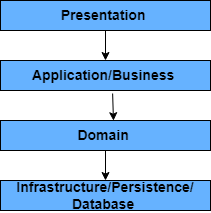 Presentation
Application/Business
Domain
Infrastructure/Persistence/
Database